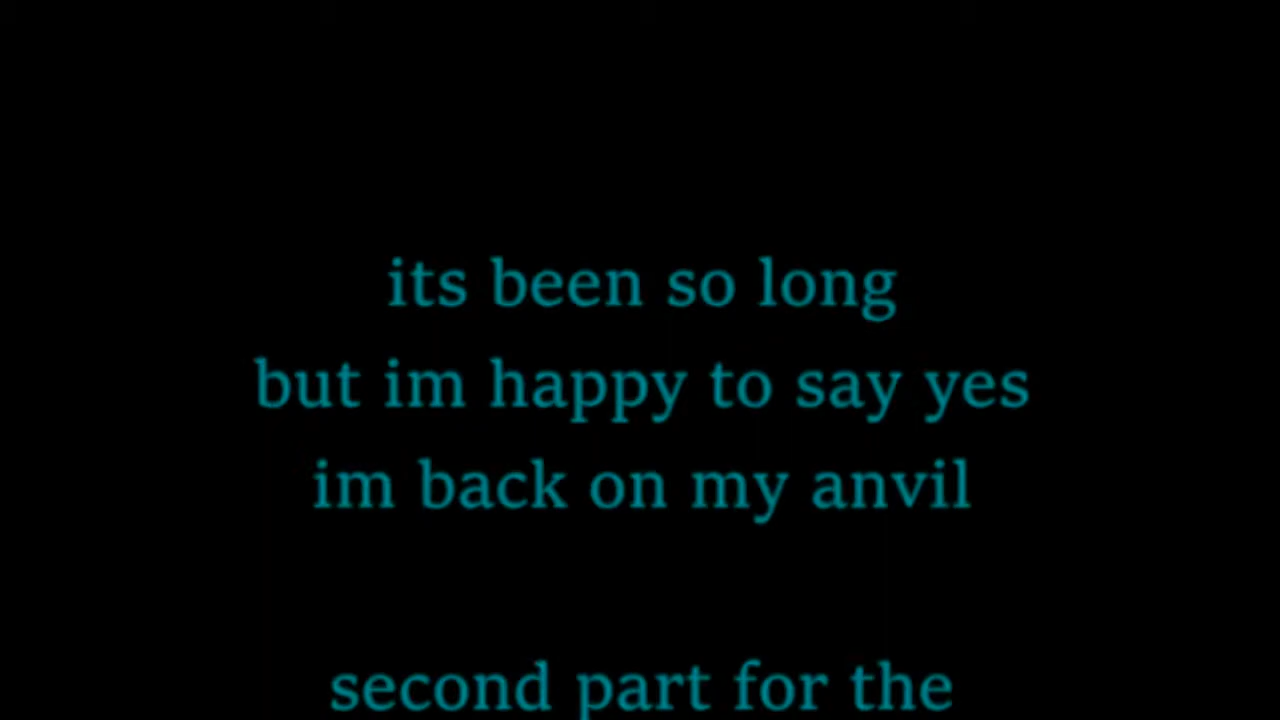 its been so long
but im happy to say yes
im back on my anvil
second part for the